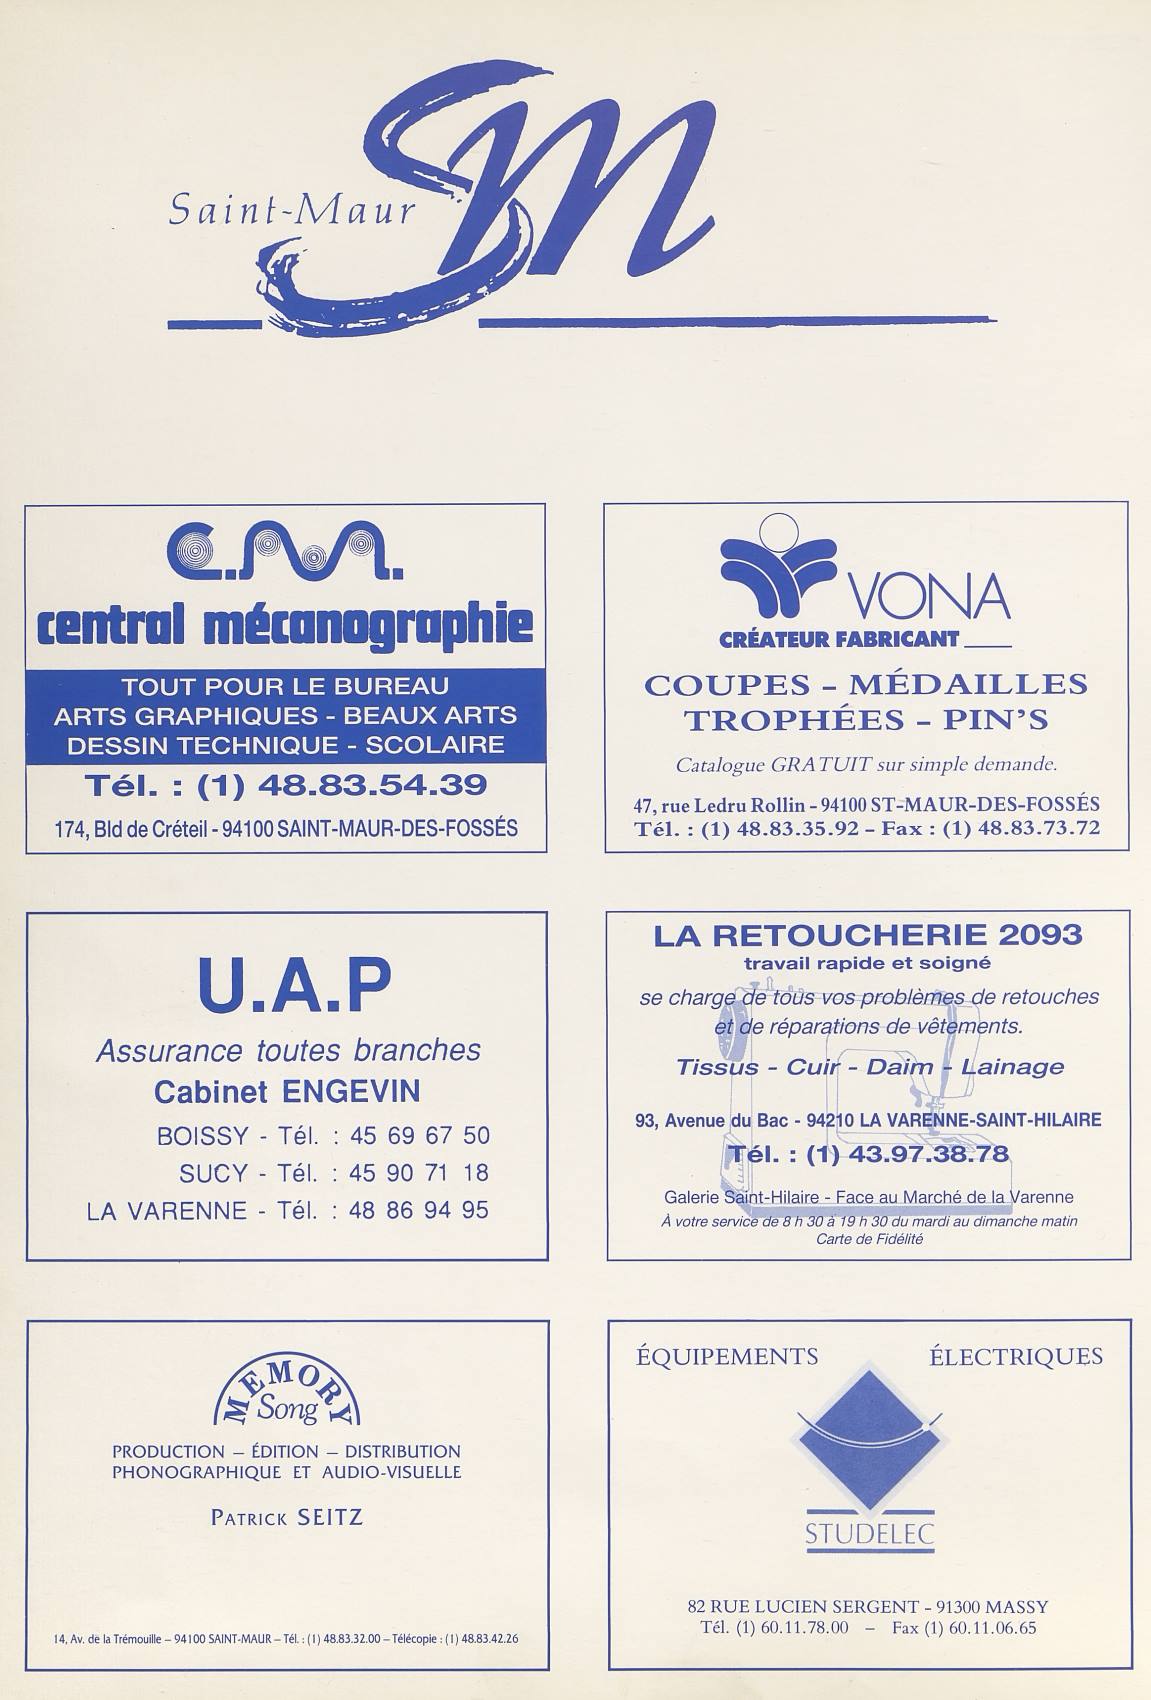 Saint-Maur
SM
C.M.
central mécanographie
TOUT POUR LE BUREAU
ARTS GRAPHIQUES - BEAUX ARTS
DESSIN TECHNIQUE - SCOLAIRE
Tél. : (1) 48.83.54.39
174, Bld de Créteil - 94100 SAINT-MAUR-DES-FOSSÉS
VONA
CRÉATEUR FABRICANT
COUPES - MÉDAILLES
TROPHÉES - PIN'S
Catalogue GRATUIT sur simple demande.
47, rue Ledru Rollin - 94100 ST-MAUR-DES-FOSSÉS
Tél. : (1) 48.83.35.92 - Fax : (1) 48.83.73.72
U.A.P
Assurance toutes branches
Cabinet ENGEVIN
BOISSY - Tél. : 45 69 67 50
SUCY - Tél. : 45 90 71 18
LA VARENNE - Tél. : 48 86 94 95
LA RETOUCHERIE 2093
travail rapide et soigné
se charge de tous vos problèmes de retouches
et de réparations de vêtements.
Tissus - Cuir - Daim - Lainage
93, Avenue du Bac - 94210 LA VARENNE-SAINT-HILAIRE
Tél. : (1) 43.97.38.78
Galerie Saint-Hilaire - Face au Marché de la Varenne
À votre service de 8 h 30 à 19 h 30 du mardi au dimanche matin
Carte de Fidélité
MEMORY
Song
PRODUCTION – ÉDITION – DISTRIBUTION
PHONOGRAPHIQUE ET AUDIO-VISUELLE
PATRICK SEITZ
14, Av. de la Trémouille – 94100 SAINT-MAUR – Tél. : (1) 48.83.32.00 – Télécopie : (1) 48.83.42.26
ÉQUIPEMENTS ÉLECTRIQUES
STUDELEC
82 RUE LUCIEN SERGENT - 91300 MASSY
Tél. (1) 60.11.78.00 – Fax (1) 60.11.06.65